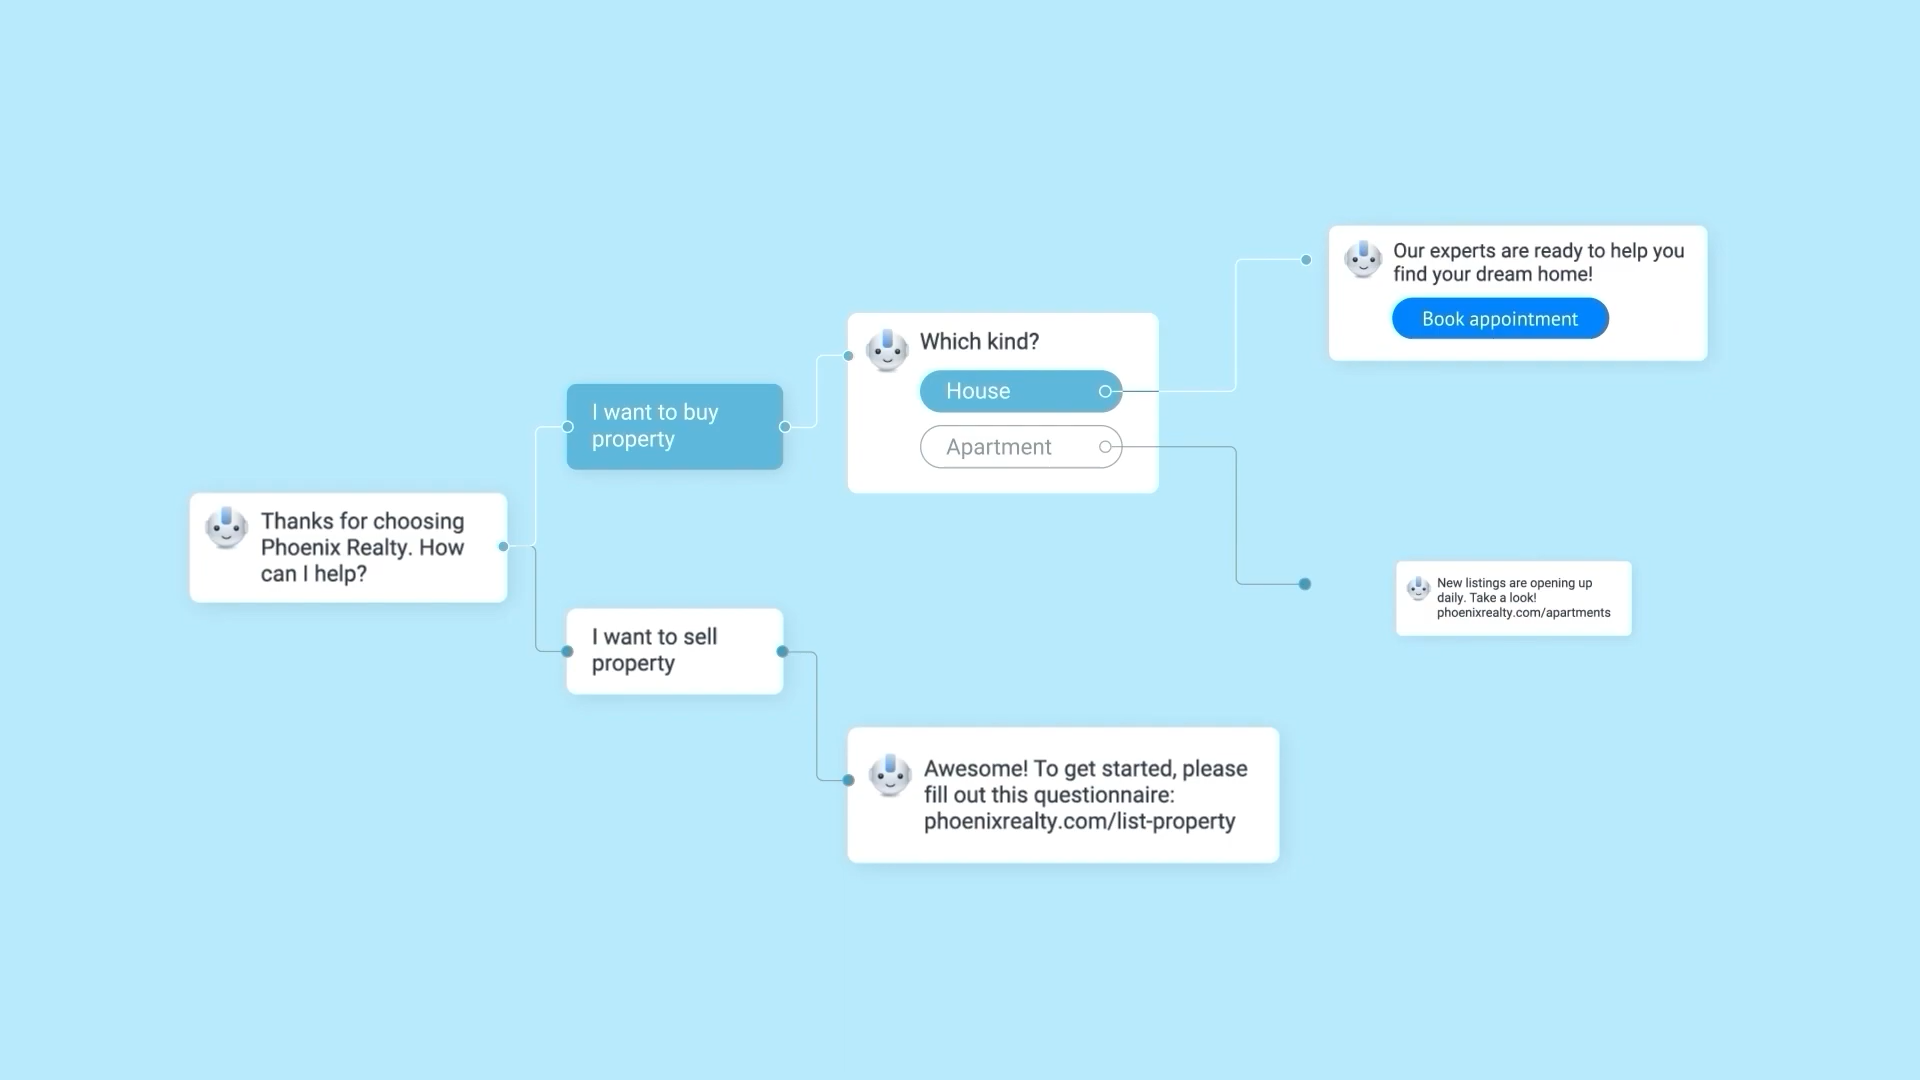 Thanks for choosing
Phoenix Realty. How
can I help?
I want to buy
property
Which kind?
House
Apartment
Our experts are ready to help you
find your dream home!
Book appointment
New listings are opening up
daily. Take a look!
phoenixrealty.com/apartments
I want to sell
property
Awesome! To get started, please
fill out this questionnaire:
phoenixrealty.com/list-property